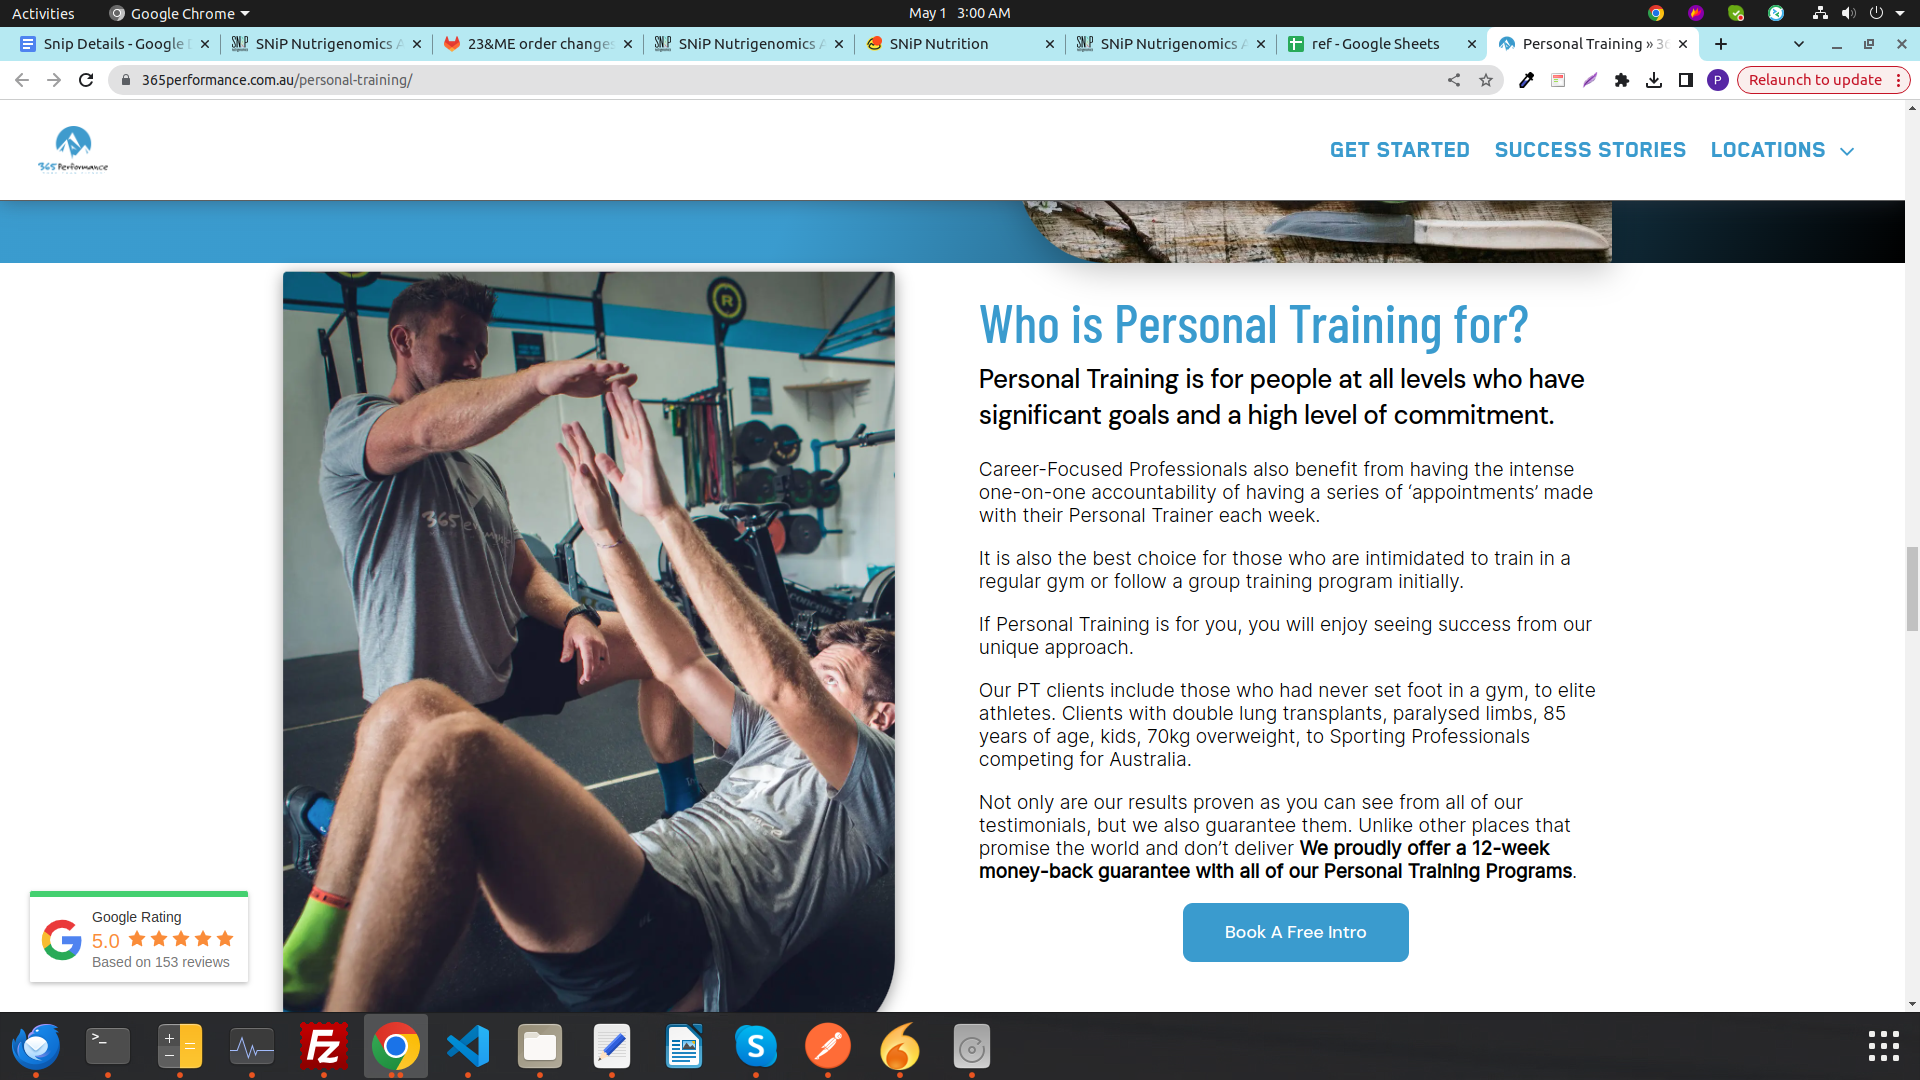 Activities
Google Chrome
May 1 3:00 AM
Snip Details - Google
SNiP Nutrigenomics
23&ME order changes
SNiP Nutrigenomics
SNiP Nutrition
SNiP Nutrigenomics
ref - Google Sheets
Personal Training »
365performance.com.au/personal-training/
P
Relaunch to update
365 Performance
GET STARTED
SUCCESS STORIES
LOCATIONS
R
Who is Personal Training for?
Personal Training is for people at all levels who have
significant goals and a high level of commitment.
Career-Focused Professionals also benefit from having the intense
one-on-one accountability of having a series of ‘appointments’ made
with their Personal Trainer each week.
It is also the best choice for those who are intimidated to train in a
regular gym or follow a group training program initially.
If Personal Training is for you, you will enjoy seeing success from our
unique approach.
Our PT clients include those who had never set foot in a gym, to elite
athletes. Clients with double lung transplants, paralysed limbs, 85
years of age, kids, 70kg overweight, to Sporting Professionals
competing for Australia.
Not only are our results proven as you can see from all of our
testimonials, but we also guarantee them. Unlike other places that
promise the world and don’t deliver We proudly offer a 12-week
money-back guarantee with all of our Personal Training Programs.
Book A Free Intro
Google Rating
5.0
Based on 153 reviews